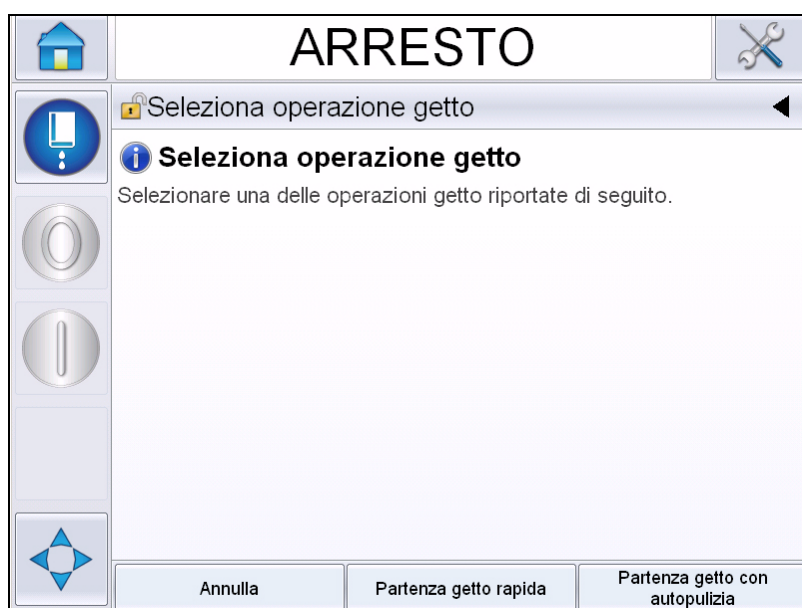 ARRESTO
Seleziona operazione getto
Seleziona operazione getto
Selezionare una delle operazioni getto riportate di seguito.
Annulla
Partenza getto rapida
Partenza getto con
autopulizia